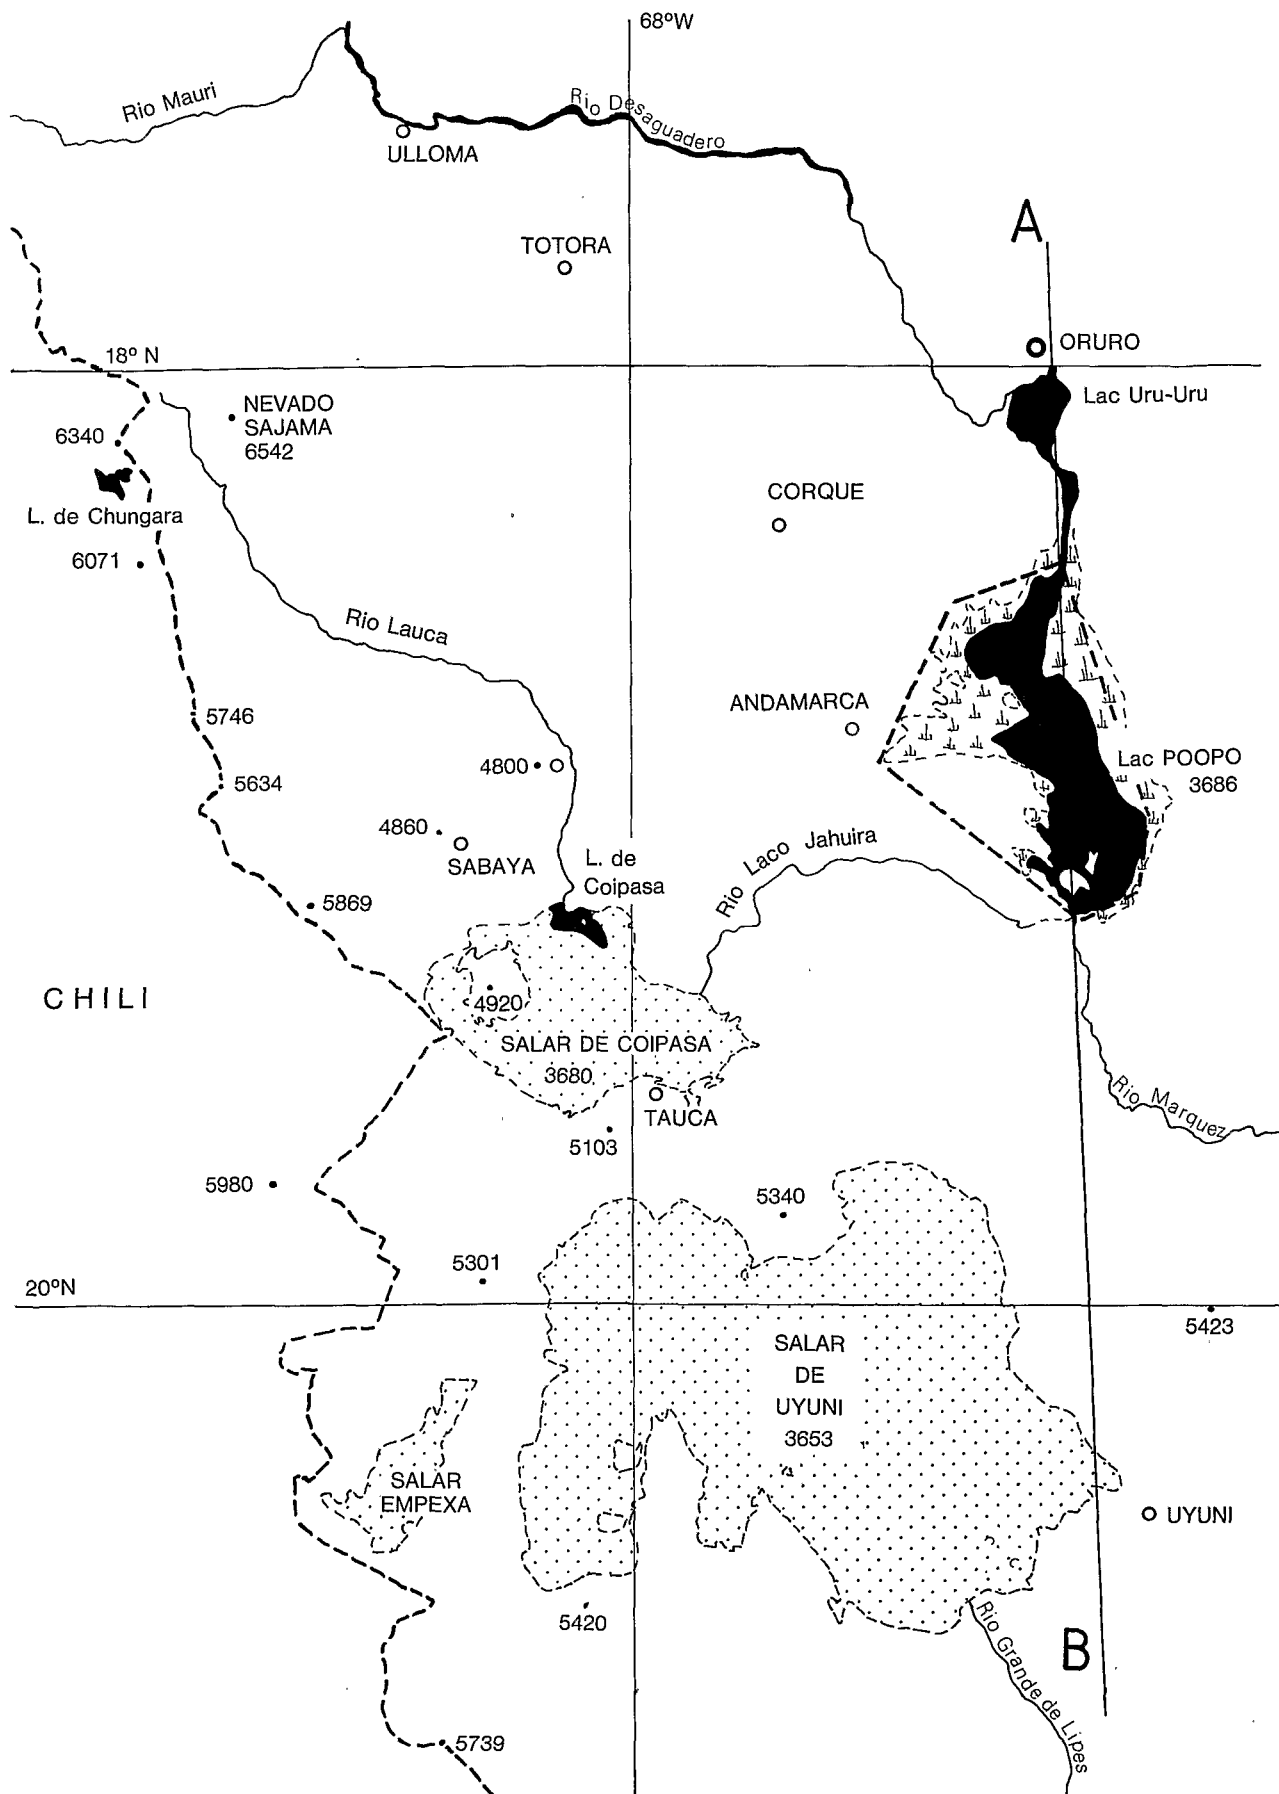 68°W
Rio Mauri
Rio Desaguadero
ULLOMA
A
TOTORA
ORURO
18° N
Lac Uru-Uru
NEVADO
SAJAMA
6542
6340
CORQUE
L. de Chungara
6071
Rio Lauca
ANDAMARCA
5746
Lac POOPO
3686
4800
5634
4860
SABAYA
L. de
Coipasa
Rio Laco Jahuira
5869
CHILI
4920
SALAR DE COIPASA
3680
TAUCA
Rio Marquez
5103
5980
5340
5301
20°N
5423
SALAR
DE
UYUNI
3653
SALAR
EMPEXA
UYUNI
5420
Rio Grande de Lipes
B
5739